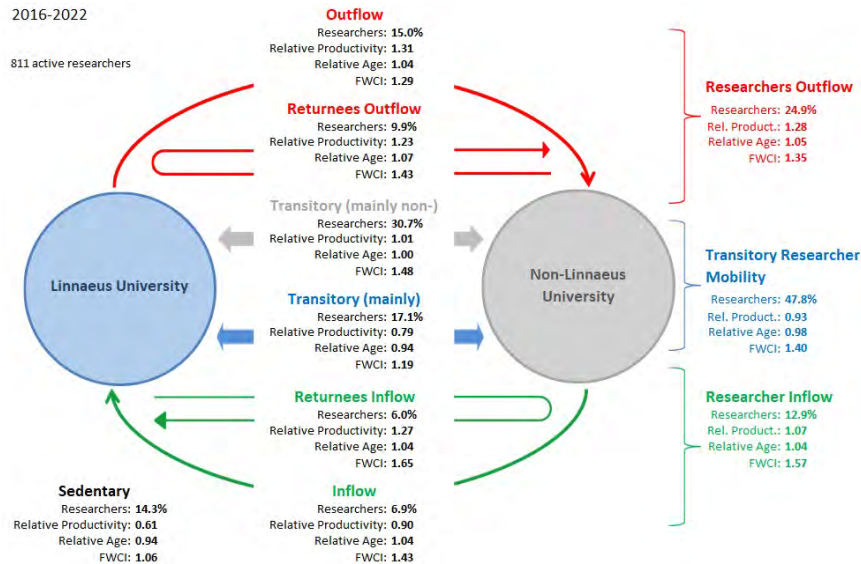 2016-2022
811 active researchers
Outflow
Researchers: 15.0%
Relative Productivity: 1.31
Relative Age: 1.04
FWCI: 1.29
Returnees Outflow
Researchers: 9.9%
Relative Productivity: 1.23
Relative Age: 1.07
FWCI: 1.43
Transitory (mainly non-)
Researchers: 30.7%
Relative Productivity: 1.01
Relative Age: 1.00
FWCI: 1.48
Linnaeus University
Non-Linnaeus
University
Transitory (mainly)
Researchers: 17.1%
Relative Productivity: 0.79
Relative Age: 0.94
FWCI: 1.19
Returnees Inflow
Researchers: 6.0%
Relative Productivity: 1.27
Relative Age: 1.04
FWCI: 1.65
Inflow
Researchers: 6.9%
Relative Productivity: 0.90
Relative Age: 1.04
FWCI: 1.43
Sedentary
Researchers: 14.3%
Relative Productivity: 0.61
Relative Age: 0.94
FWCI: 1.06
Researchers Outflow
Researchers: 24.9%
Rel. Product.: 1.28
Relative Age: 1.05
FWCI: 1.35
Transitory Researcher
Mobility
Researchers: 47.8%
Rel. Product.: 0.93
Relative Age: 0.98
FWCI: 1.40
Researcher Inflow
Researchers: 12.9%
Rel. Product.: 1.07
Relative Age: 1.04
FWCI: 1.57